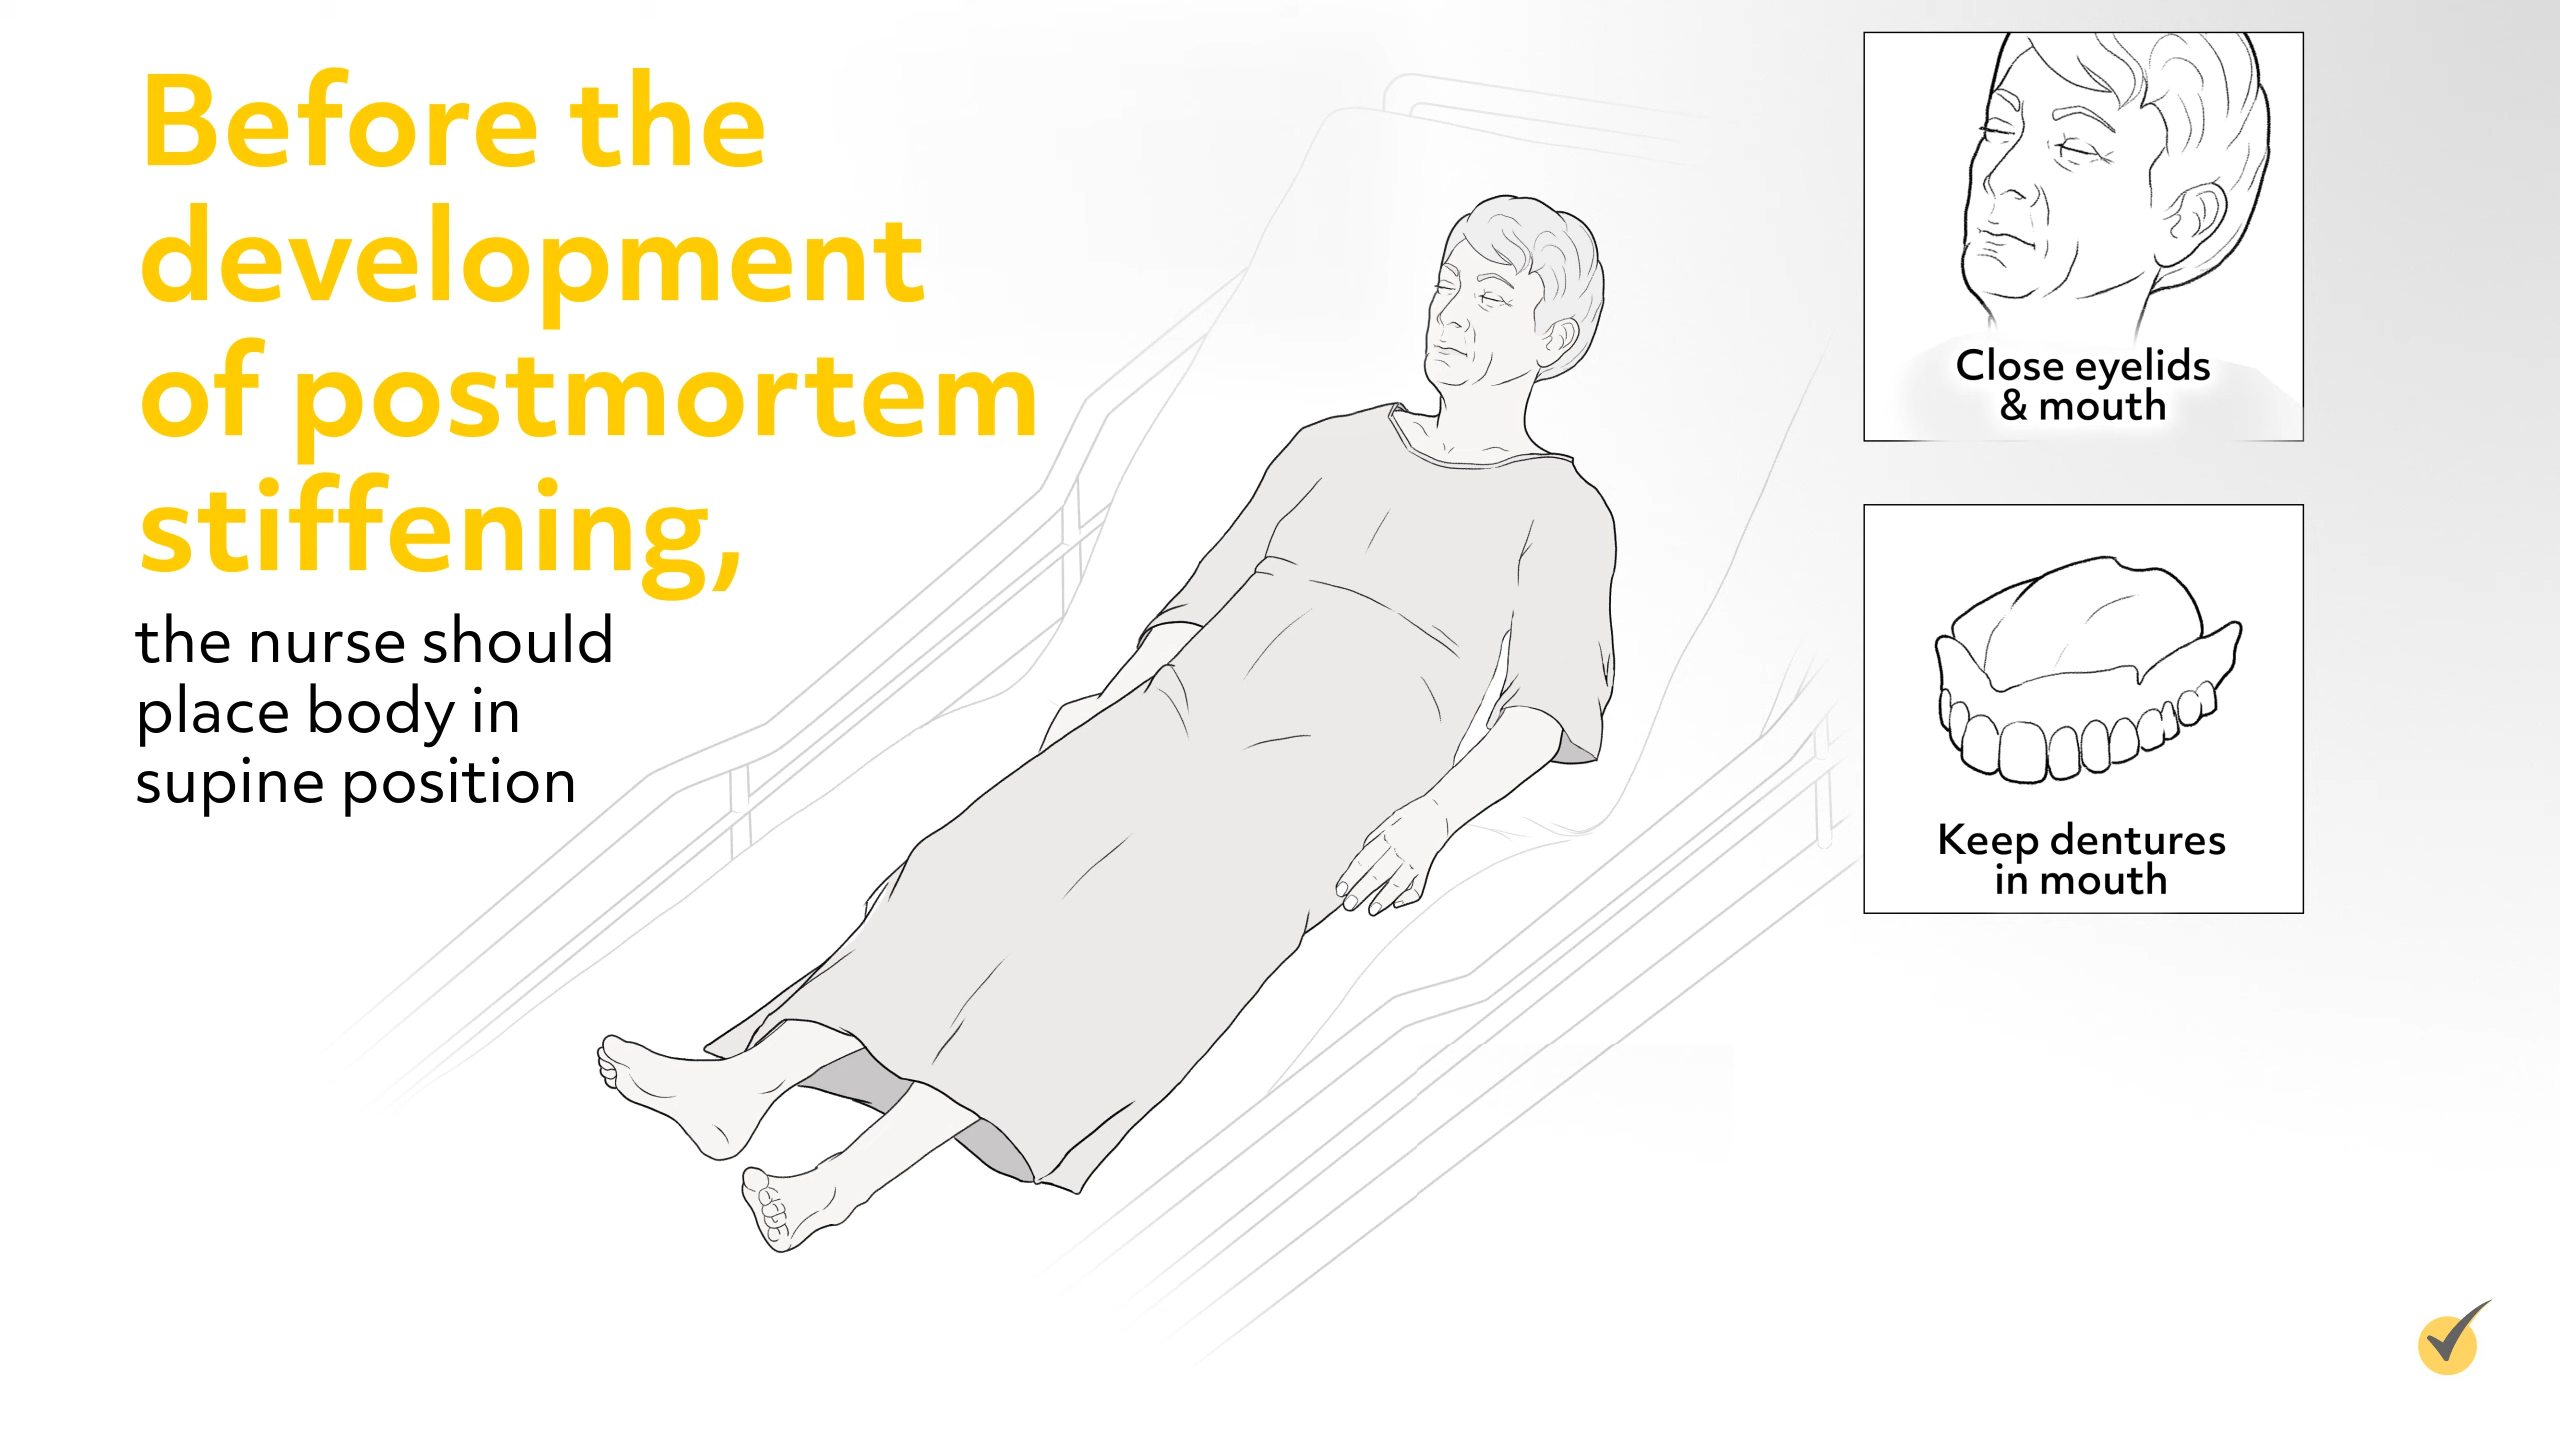 Before the
development
of postmortem
stiffening,
the nurse should
place body in
supine position
Close eyelids
& mouth
Keep dentures
in mouth